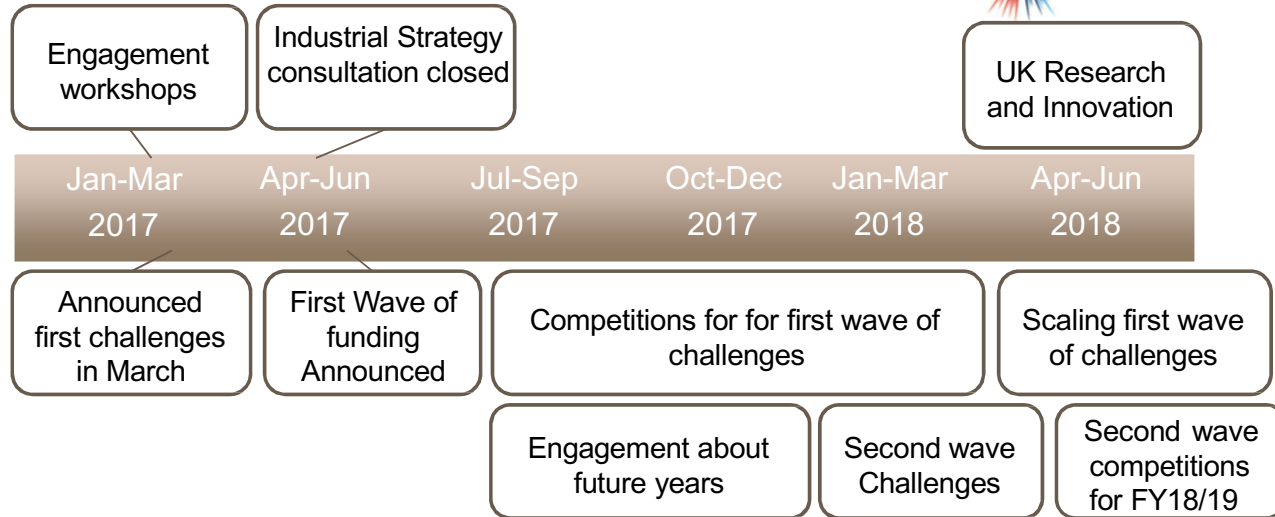 Engagement
workshops
Industrial Strategy
consultation closed
UK Research
and Innovation
Jan-Mar
2017
Apr-Jun
2017
Jul-Sep
2017
Oct-Dec
2017
Jan-Mar
2018
Apr-Jun
2018
Announced
first challenges
in March
First Wave of
funding
Announced
Competitions for for first wave of
challenges
Scaling first wave
of challenges
Engagement about
future years
Second wave
Challenges
Second wave
competitions
for FY18/19